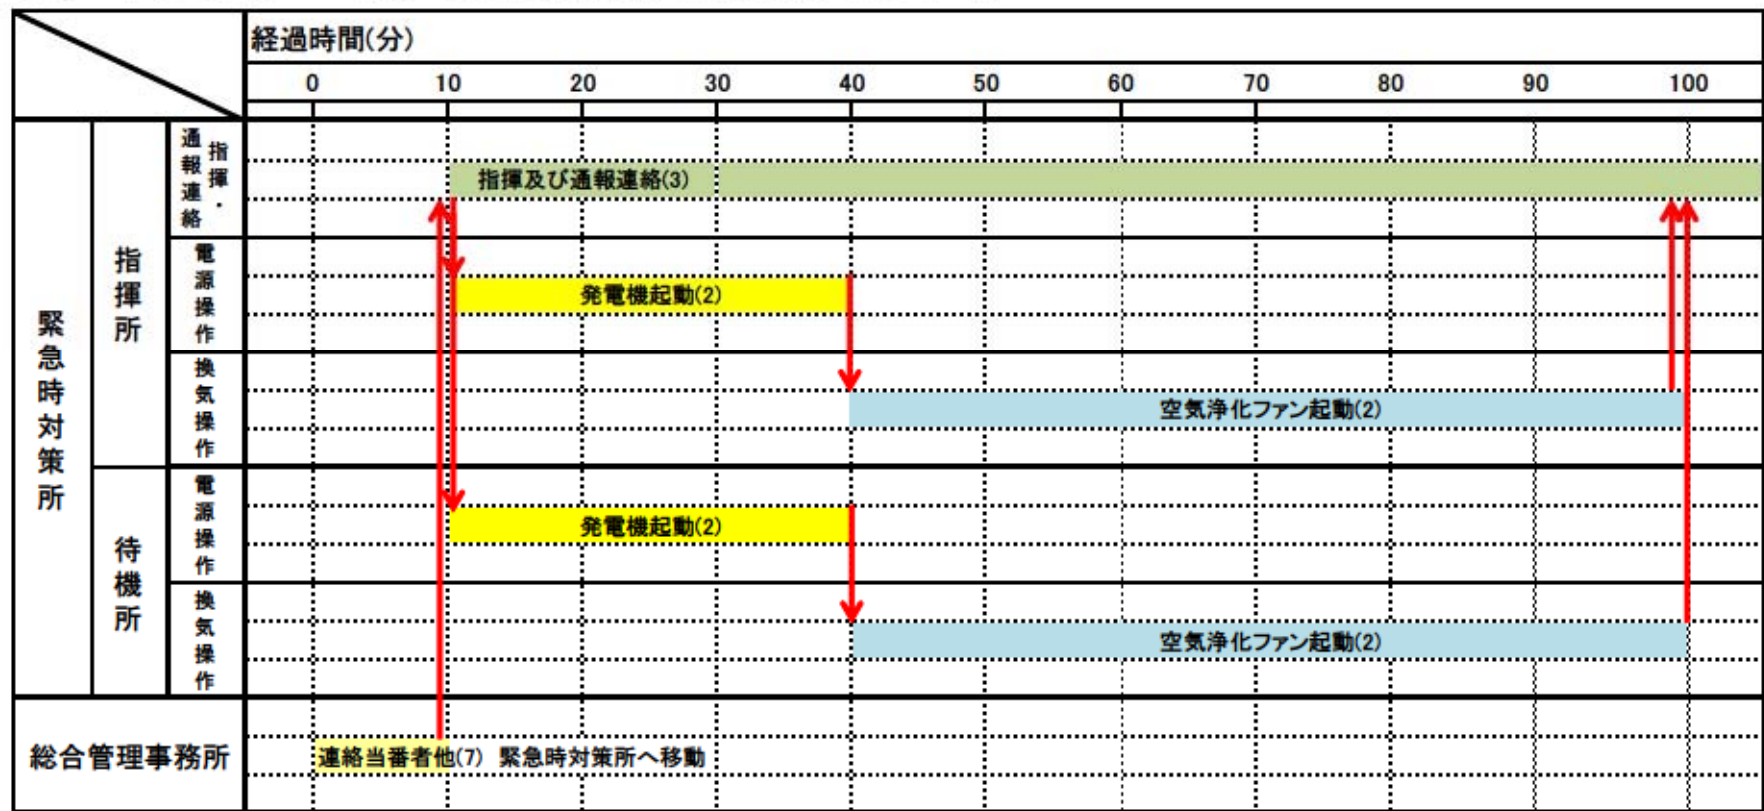 経過時間(分)
0 10 20 30 40 50 60 70 80 90 100
緊急時対策所
指揮所
指揮・
通報連絡
指揮及び通報連絡(3)
電源操作
発電機起動(2)
換気操作
空気浄化ファン起動(2)
待機所
電源操作
発電機起動(2)
換気操作
空気浄化ファン起動(2)
総合管理事務所
連絡当番者他(7) 緊急時対策所へ移動